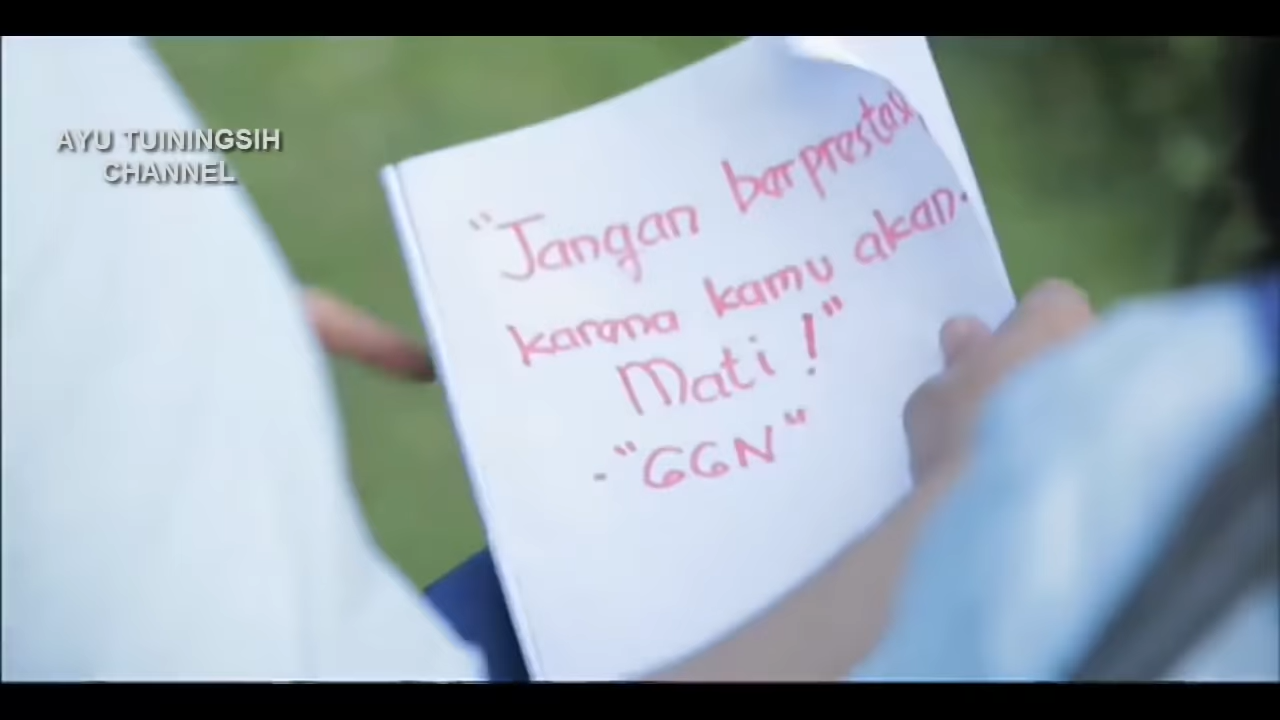 AYU TUININGSIH
CHANNEL
"Jangan berprestasi,
karena kamu akan.
Mati!"
-"GGN"